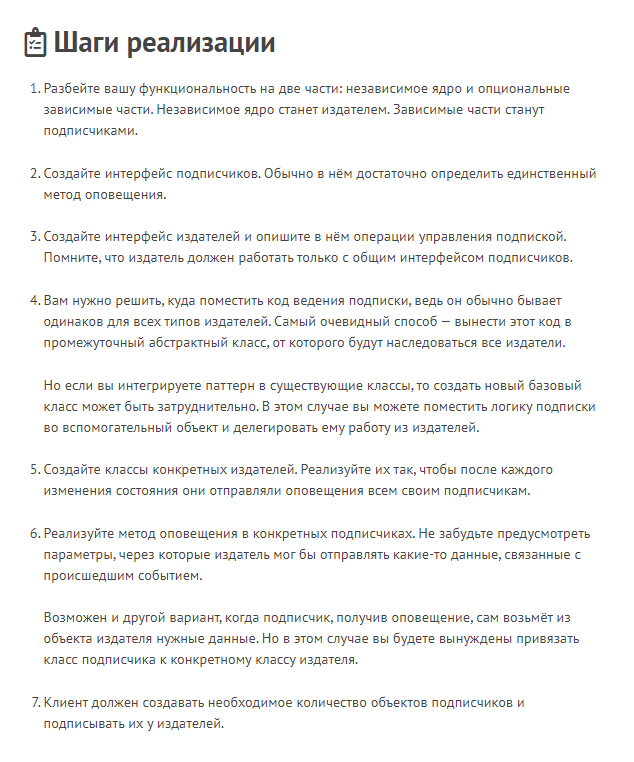 Шаги реализации
1. Разбейте вашу функциональность на две части: независимое ядро и опциональные
зависимые части. Независимое ядро станет издателем. Зависимые части станут
подписчиками.
2. Создайте интерфейс подписчиков. Обычно в нём достаточно определить единственный
метод оповещения.
3. Создайте интерфейс издателей и опишите в нём операции управления подпиской.
Помните, что издатель должен работать только с общим интерфейсом подписчиков.
4. Вам нужно решить, куда поместить код ведения подписки, ведь он обычно бывает
одинаков для всех типов издателей. Самый очевидный способ — вынести этот код в
промежуточный абстрактный класс, от которого будут наследоваться все издатели.
Но если вы интегрируете паттерн в существующие классы, то создать новый базовый
класс может быть затруднительно. В этом случае вы можете поместить логику подписки
во вспомогательный объект и делегировать ему работу из издателей.
5. Создайте классы конкретных издателей. Реализуйте их так, чтобы после каждого
изменения состояния они отправляли оповещения всем своим подписчикам.
6. Реализуйте метод оповещения в конкретных подписчиках. Не забудьте предусмотреть
параметры, через которые издатель мог бы отправлять какие-то данные, связанные с
происшедшим событием.
Возможен и другой вариант, когда подписчик, получив оповещение, сам возьмёт из
объекта издателя нужные данные. Но в этом случае вы будете вынуждены привязать
класс подписчика к конкретному классу издателя.
7. Клиент должен создавать необходимое количество объектов подписчиков и
подписывать их у издателей.